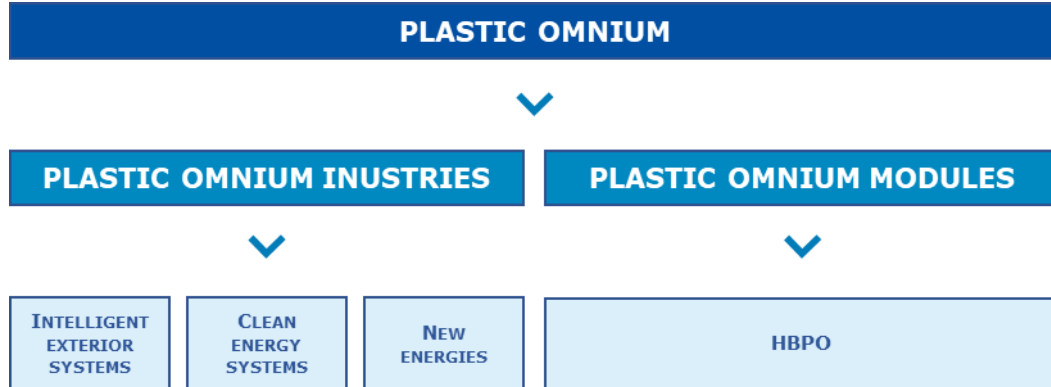 PLASTIC OMNIUM
PLASTIC OMNIUM INUSTRIES
PLASTIC OMNIUM MODULES
INTELLIGENT
EXTERIOR
SYSTEMS
CLEAN
ENERGY
SYSTEMS
NEW
ENERGIES
HBPO